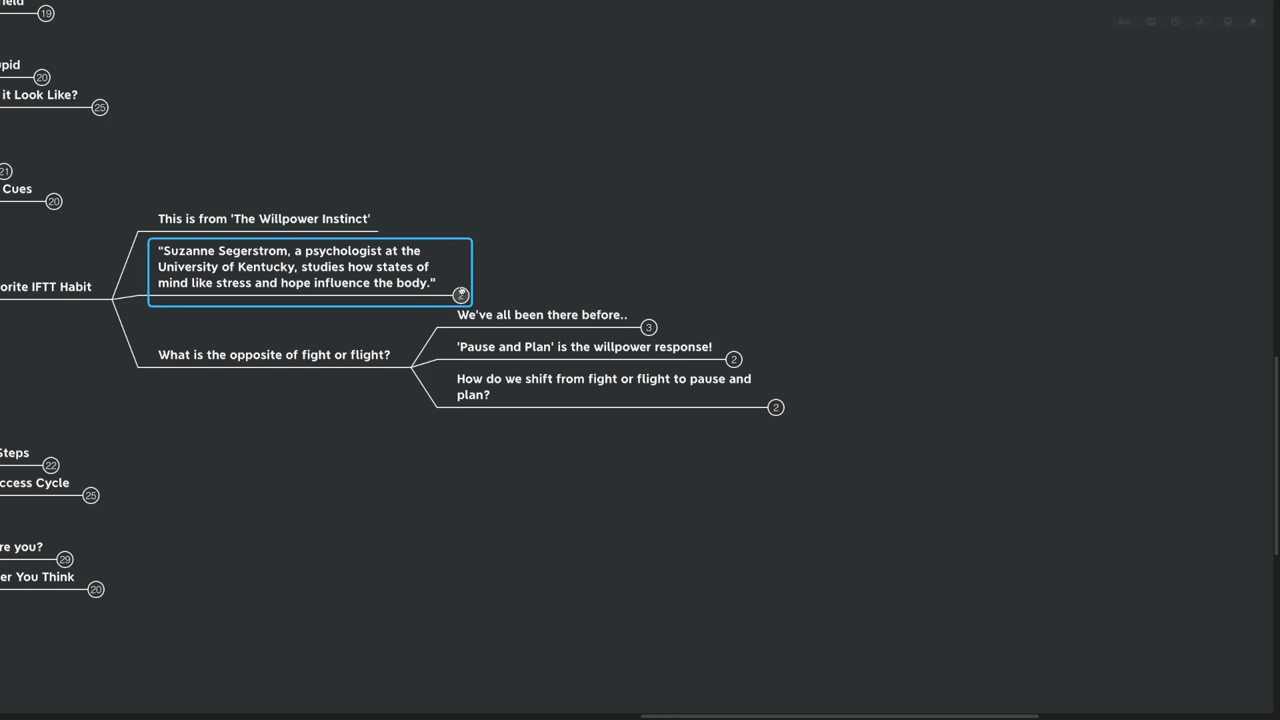 19
20
it Look Like?
25
21
Cues
20
This is from 'The Willpower Instinct'
"Suzanne Segerstrom, a psychologist at the
University of Kentucky, studies how states of
mind like stress and hope influence the body."
2
orite IFTT Habit
What is the opposite of fight or flight?
We've all been there before..
3
'Pause and Plan' is the willpower response!
2
How do we shift from fight or flight to pause and
plan?
2
Steps
22
ccess Cycle
25
re you?
29
er You Think
20